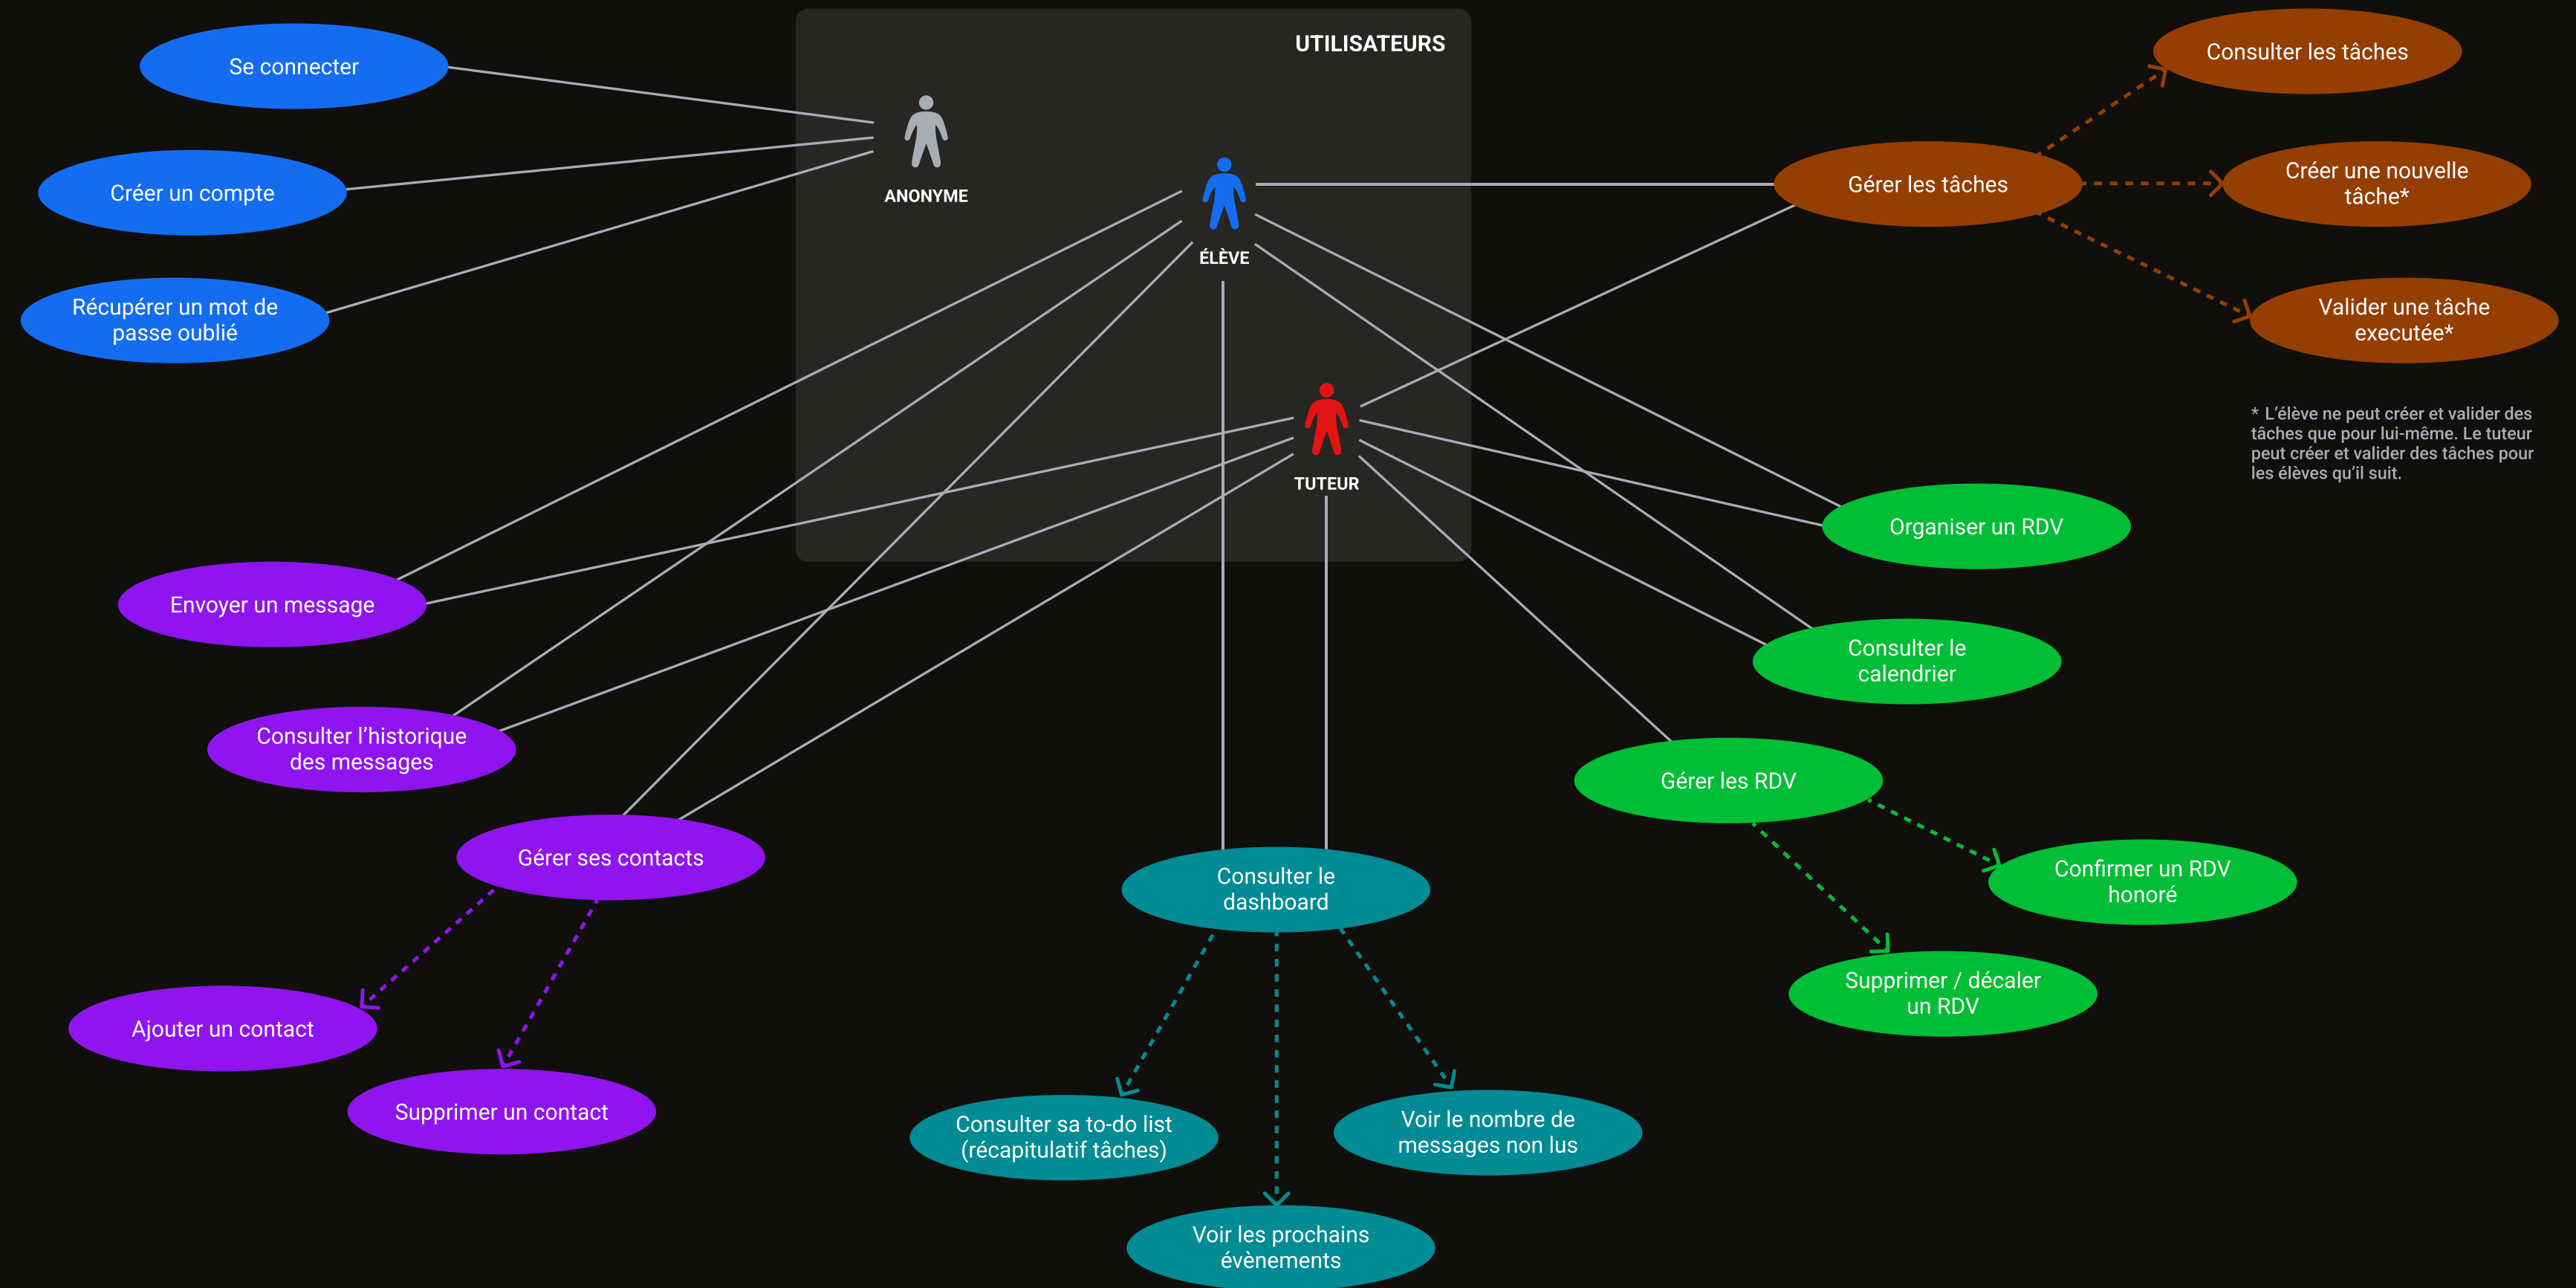 UTILISATEURS
Se connecter
Créer un compte
Récupérer un mot de
passe oublié
ANONYME
ÉLÈVE
TUTEUR
Consulter les tâches
Gérer les tâches
Créer une nouvelle
tâche*
Valider une tâche
executée*
* L’élève ne peut créer et valider des
tâches que pour lui-même. Le tuteur
peut créer et valider des tâches pour
les élèves qu’il suit.
Organiser un RDV
Consulter le
calendrier
Gérer les RDV
Confirmer un RDV
honoré
Supprimer / décaler
un RDV
Envoyer un message
Consulter l’historique
des messages
Gérer ses contacts
Ajouter un contact
Supprimer un contact
Consulter le
dashboard
Consulter sa to-do list
(récapitulatif tâches)
Voir le nombre de
messages non lus
Voir les prochains
évènements